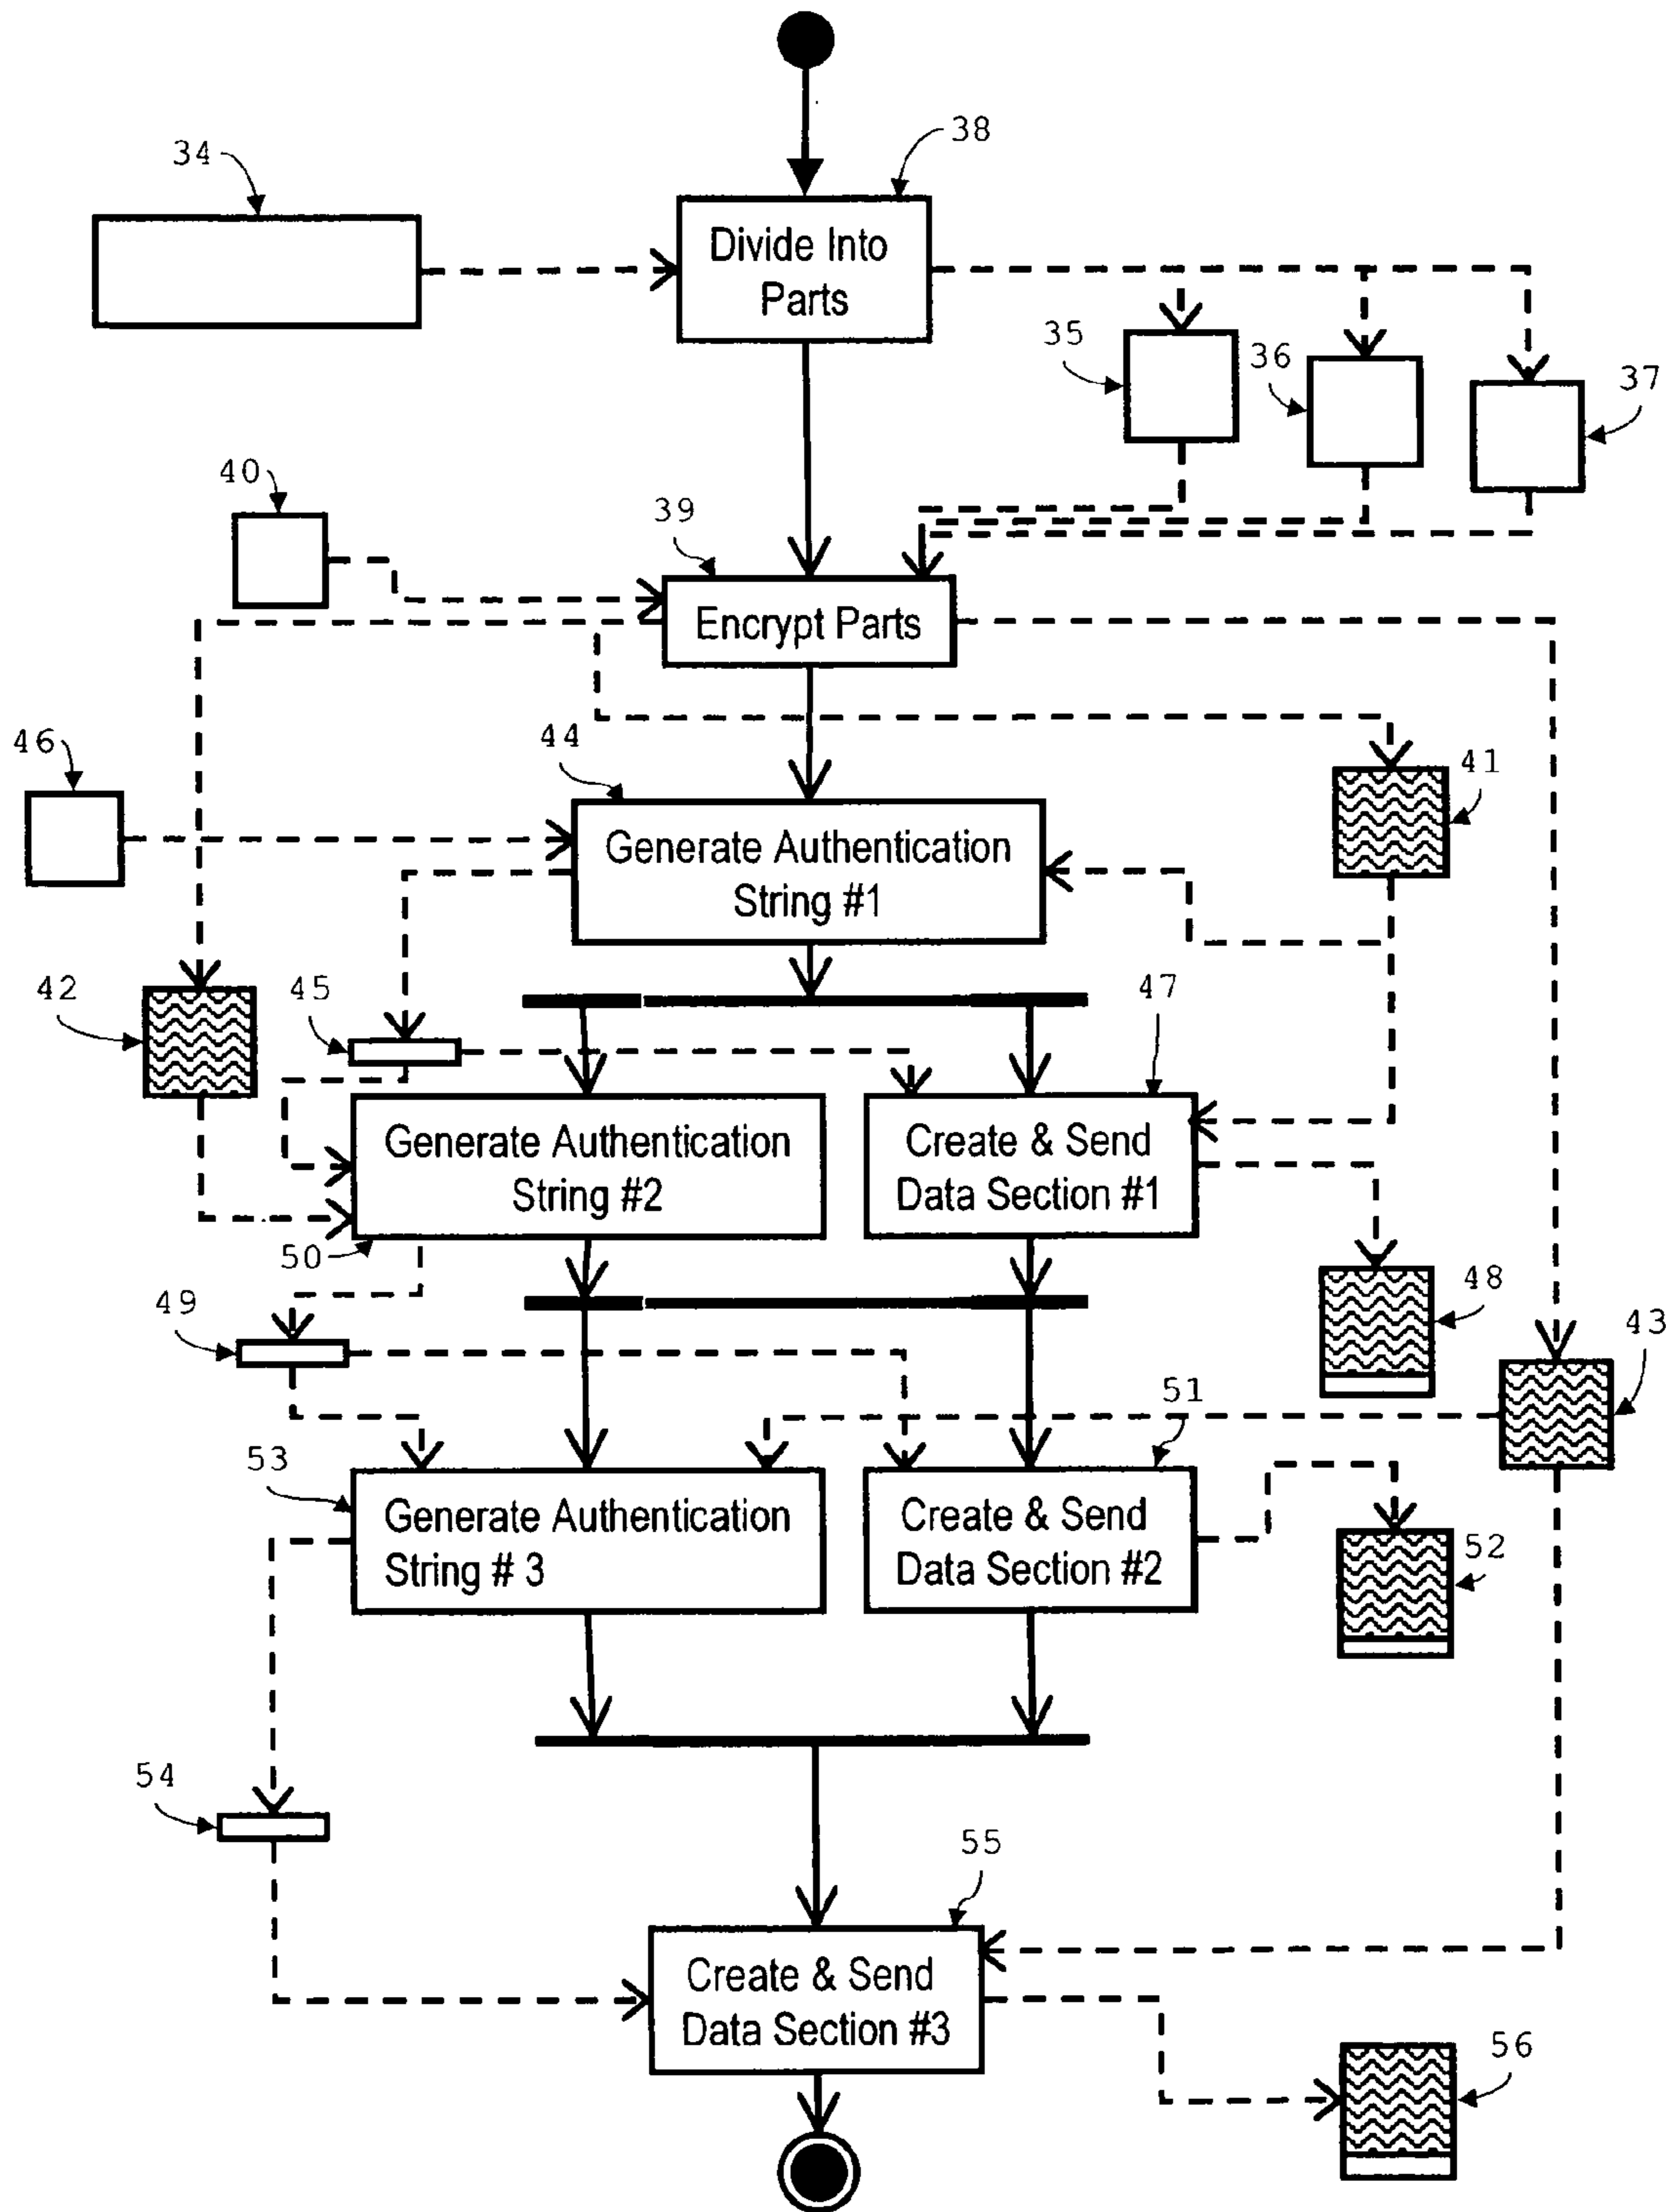 38
34
Divide Into
Parts
35
36
37
40
39
Encrypt Parts
46
44
41
Generate Authentication
String #1
42
45
47
Generate Authentication
String #2
Create & Send
Data Section #1
50
49
48
43
51
53
Generate Authentication
String # 3
Create & Send
Data Section #2
52
54
55
Create & Send
Data Section #3
56